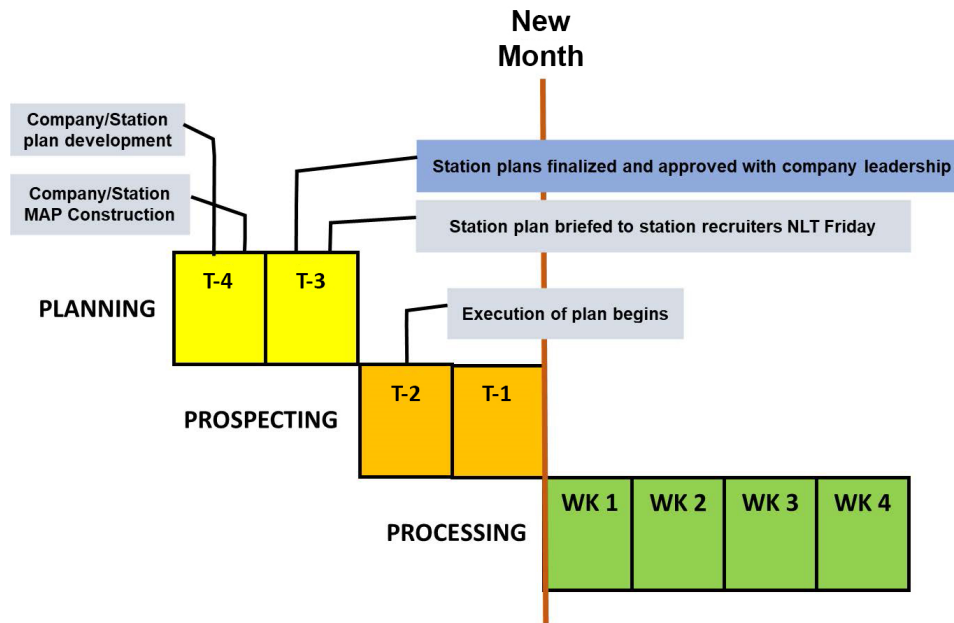 New
Month
Company/Station
plan development
Station plans finalized and approved with company leadership
Company/Station
MAP Construction
Station plan briefed to station recruiters NLT Friday
T-4
T-3
PLANNING
Execution of plan begins
T-2
T-1
PROSPECTING
WK 1
WK 2
WK 3
WK 4
PROCESSING